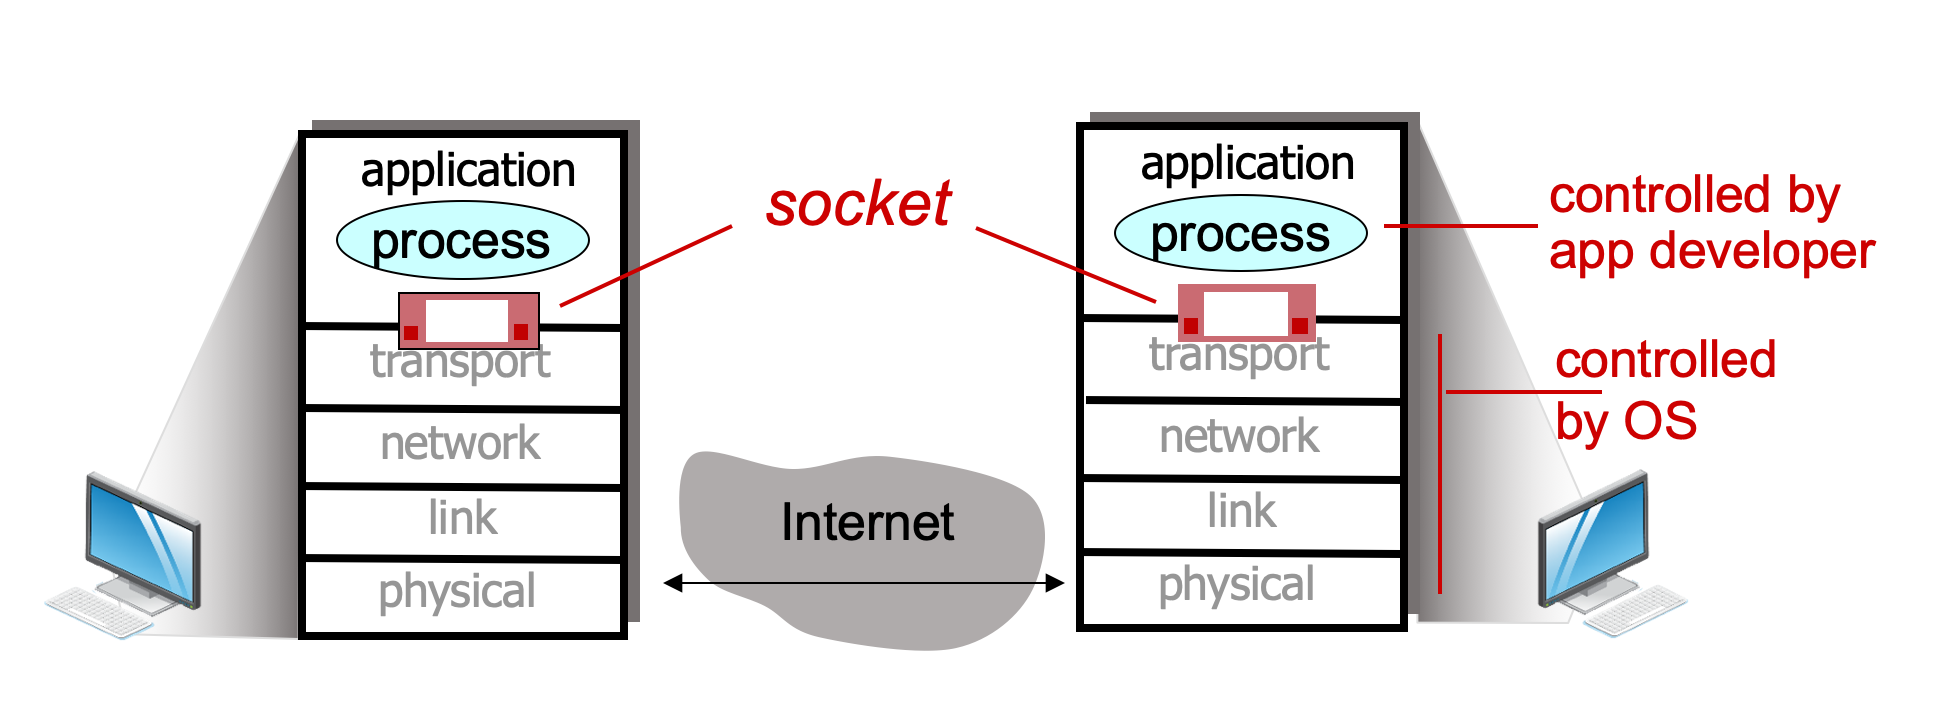 application
process
transport
network
link
physical
socket
Internet
application
process
transport
network
link
physical
controlled by
app developer
controlled
by OS